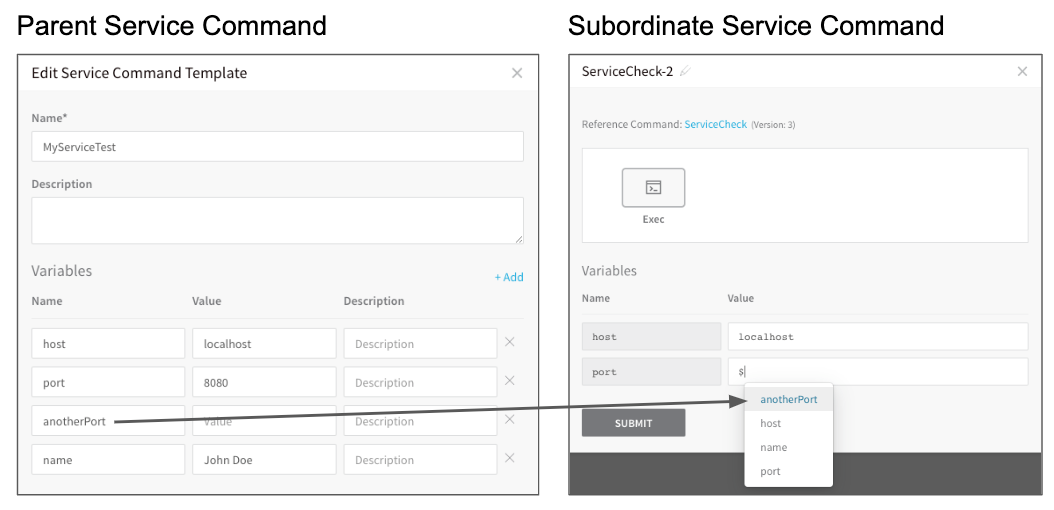 Parent Service Command
Edit Service Command Template
Name*
MyServiceTest
Description
Variables
+ Add
Name Value Description
host localhost Description
port 8080 Description
anotherPort Value Description
name John Doe Description
Subordinate Service Command
ServiceCheck-2
Reference Command: ServiceCheck (Version: 3)
Exec
Variables
Name Value
host localhost
port $
anotherPort
host
name
port
SUBMIT